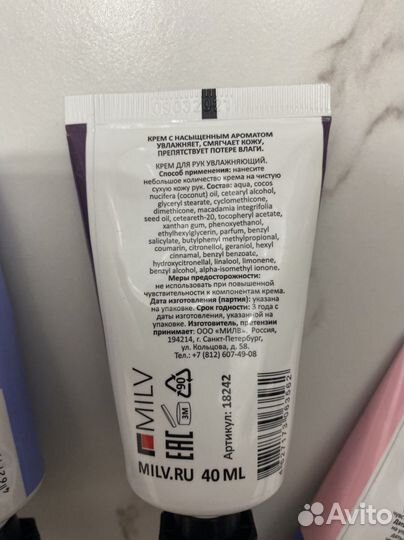 09032021
КРЕМ С НАСЫЩЕННЫМ АРОМАТОМ
УВЛАЖНЯЕТ, СМЯГЧАЕТ КОЖУ,
ПРЕПЯТСТВУЕТ ПОТЕРЕ ВЛАГИ.
КРЕМ ДЛЯ РУК УВЛАЖНЯЮЩИЙ.
Способ применения: нанесите
небольшое количество крема на чистую
сухую кожу рук. Состав: aqua, cocos
nucifera (coconut) oil, cetearyl alcohol,
glyceryl stearate, cyclomethicone,
dimethicone, macadamia integrifolia
seed oil, ceteareth-20, tocopheryl acetate,
xanthan gum, phenoxyethanol,
ethylhexylglycerin, parfum, benzyl
salicylate, butylphenyl methylpropional,
coumarin, citronellol, geraniol, hexyl
cinnamal, benzyl benzoate,
hydroxycitronellal, linalool, limonene,
benzyl alcohol, alpha-isomethyl ionone.
Меры предосторожности:
не использовать при повышенной
чувствительности к компонентам крема.
Дата изготовления (партия): указана
на упаковке. Срок годности: 3 года с
даты изготовления, указанной на
упаковке. Изготовитель, претензии
принимает: ООО «МИЛВ». Россия,
194214, г. Санкт-Петербург,
ул. Кольцова, д. 58.
Тел.: +7 (812) 607-49-08
MILV
EAC
3M
C/90
Артикул: 18242
4627173063562
MILV.RU 40 ML
Avito